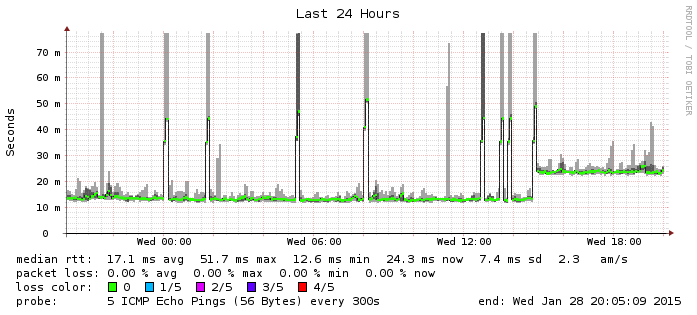 Last 24 Hours
RRDTOOL / TOBI OETIKER
Seconds
70 m
60 m
50 m
40 m
30 m
20 m
10 m
0
Wed 00:00 Wed 06:00 Wed 12:00 Wed 18:00
median rtt: 17.1 ms avg 51.7 ms max 12.6 ms min 24.3 ms now 7.4 ms sd 2.3 am/s
packet loss: 0.00 % avg 0.00 % max 0.00 % min 0.00 % now
loss color: 0 1/5 2/5 3/5 4/5
probe: 5 ICMP Echo Pings (56 Bytes) every 300s end: Wed Jan 28 20:05:09 2015